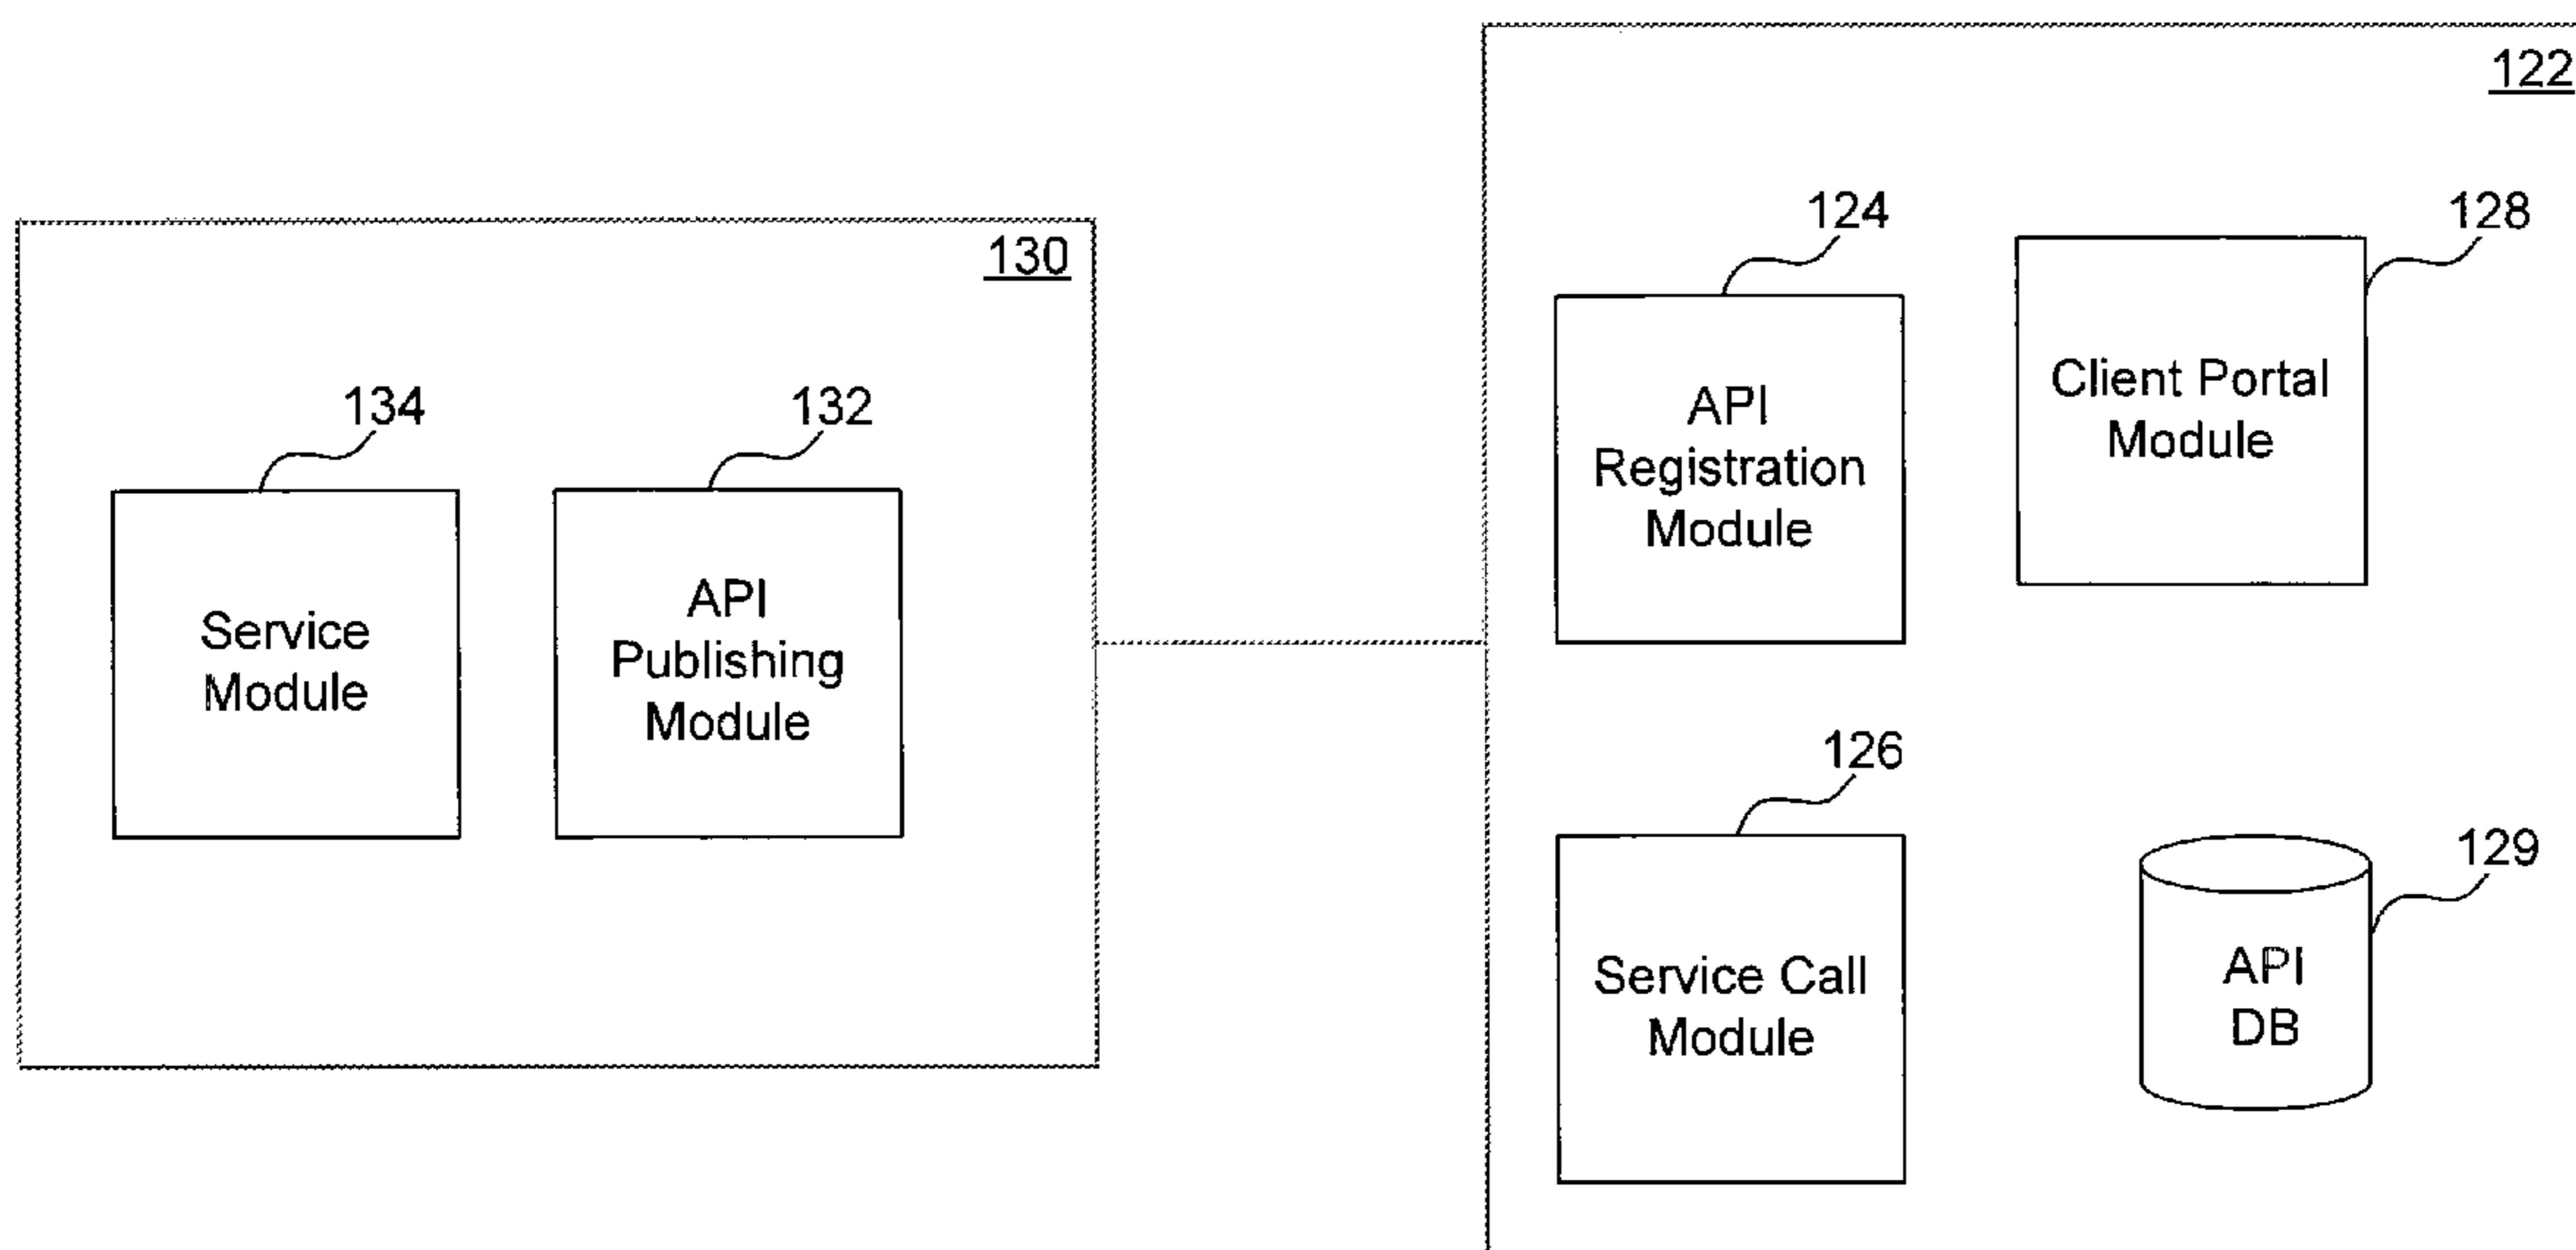 122
130
124
128
134
132
API
Registration
Module
Client Portal
Module
Service
Module
API
Publishing
Module
126
129
Service Call
Module
API
DB